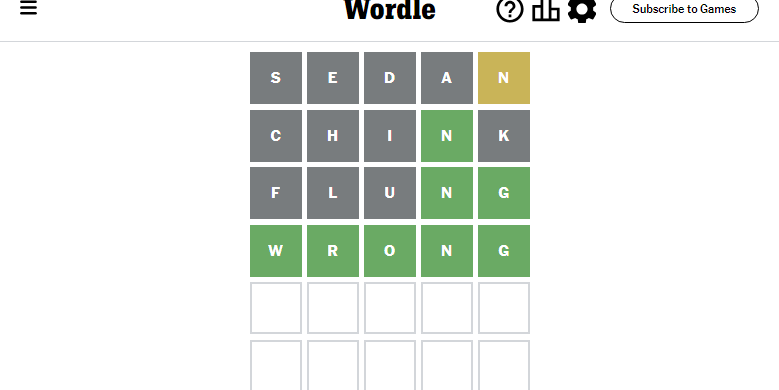 Wordle ? Subscribe to Games
S E D A N
C H I N K
F L U N G
W R O N G